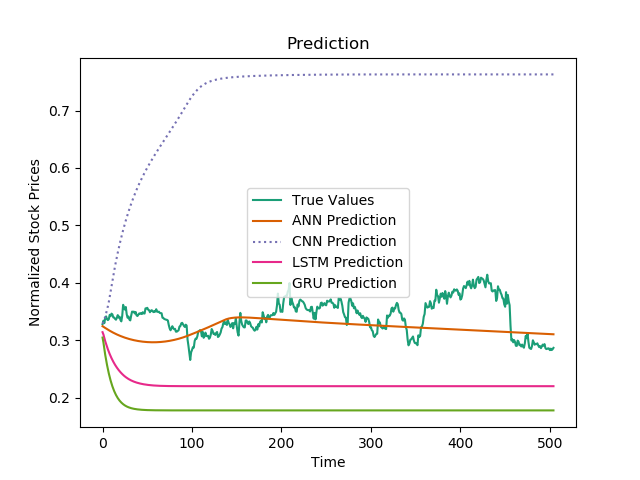 Prediction
Normalized Stock Prices
0.7
0.6
0.5
0.4
0.3
0.2
True Values
ANN Prediction
CNN Prediction
LSTM Prediction
GRU Prediction
0 100 200 300 400 500
Time